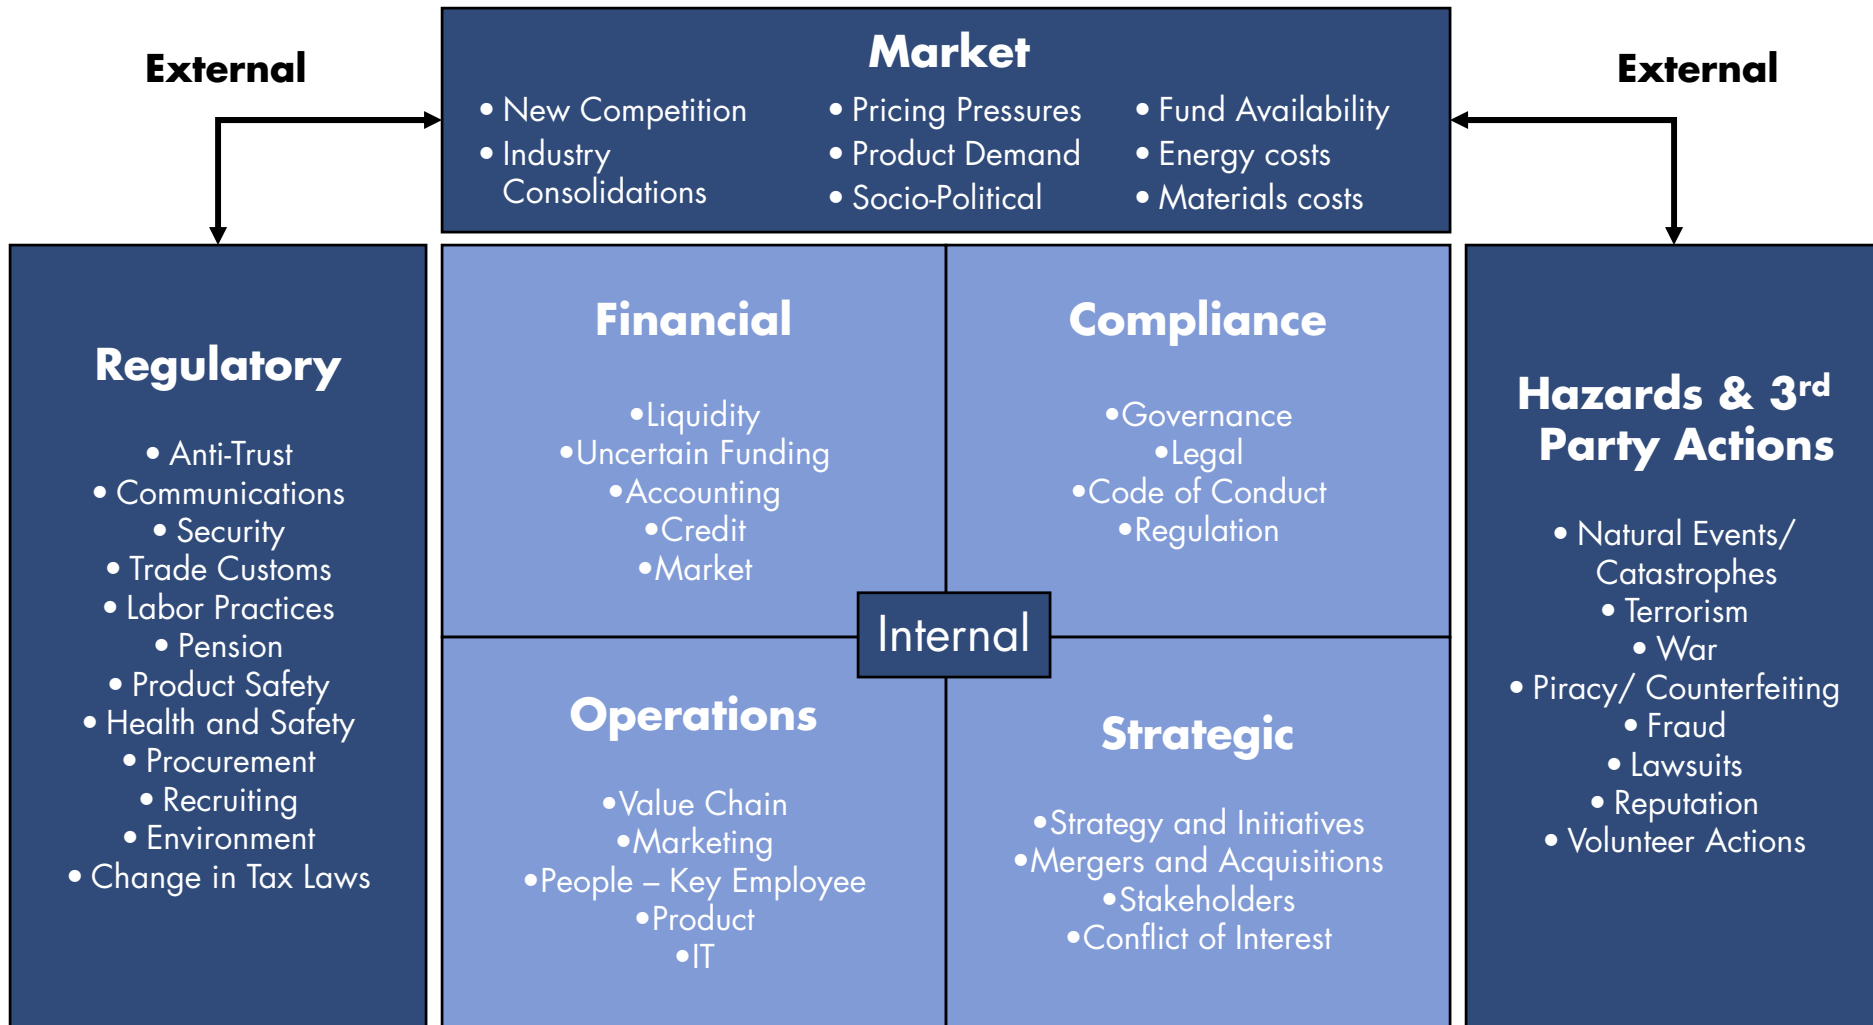 External
Market
• New Competition
• Industry
Consolidations
• Pricing Pressures
• Product Demand
• Socio-Political
• Fund Availability
• Energy costs
• Materials costs
External
Regulatory
• Anti-Trust
• Communications
• Security
• Trade Customs
• Labor Practices
• Pension
• Product Safety
• Health and Safety
• Procurement
• Recruiting
• Environment
• Change in Tax Laws
Financial
•Liquidity
•Uncertain Funding
•Accounting
•Credit
•Market
Compliance
•Governance
•Legal
•Code of Conduct
•Regulation
Internal
Operations
•Value Chain
•Marketing
•People – Key Employee
•Product
•IT
Strategic
•Strategy and Initiatives
•Mergers and Acquisitions
•Stakeholders
•Conflict of Interest
Hazards & 3rd
Party Actions
• Natural Events/
Catastrophes
• Terrorism
• War
• Piracy/ Counterfeiting
• Fraud
• Lawsuits
• Reputation
• Volunteer Actions